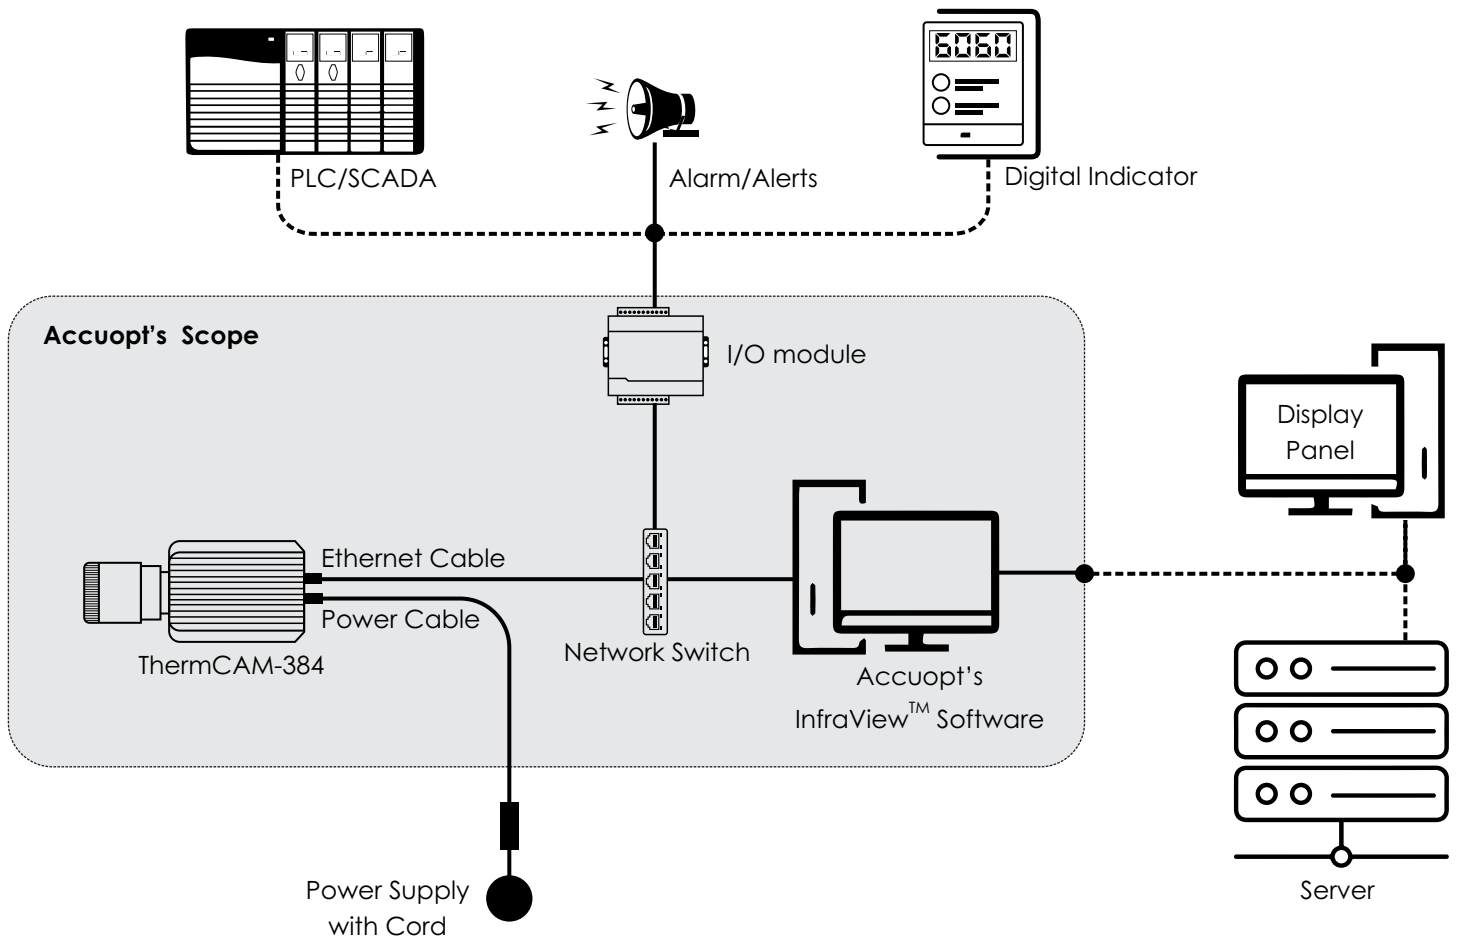 6060
PLC/SCADA
Alarm/Alerts
Digital Indicator
Accuopt's Scope
I/O module
Display
Panel
Ethernet Cable
Power Cable
ThermCAM-384
Network Switch
Accuopt's
InfraView™ Software
Power Supply
with Cord
Server